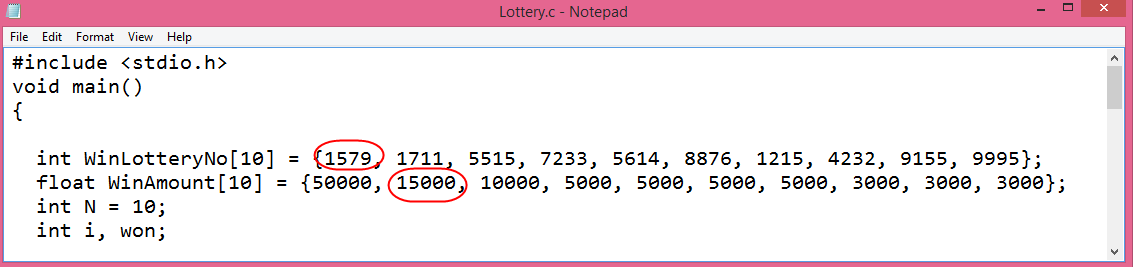 Lottery.c - Notepad
File Edit Format View Help
#include <stdio.h>
void main()
{
int WinLotteryNo[10] = {1579, 1711, 5515, 7233, 5614, 8876, 1215, 4232, 9155, 9995};
float WinAmount[10] = {50000, 15000, 10000, 5000, 5000, 5000, 5000, 3000, 3000, 3000};
int N = 10;
int i, won;